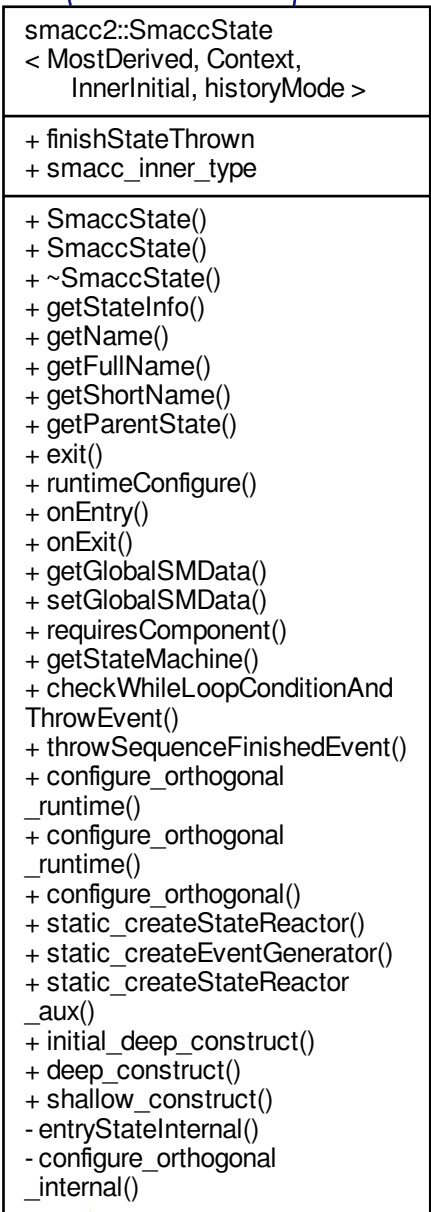 smacc2::SmaccState
< MostDerived, Context,
InnerInitial, historyMode >
+ finishStateThrown
+ smacc_inner_type
+ SmaccState()
+ SmaccState()
+ ~SmaccState()
+ getStateInfo()
+ getName()
+ getFullName()
+ getShortName()
+ getParentState()
+ exit()
+ runtimeConfigure()
+ onEntry()
+ onExit()
+ getGlobalSMData()
+ setGlobalSMData()
+ requiresComponent()
+ getStateMachine()
+ checkWhileLoopConditionAnd
ThrowEvent()
+ throwSequenceFinishedEvent()
+ configure_orthogonal
_runtime()
+ configure_orthogonal
_runtime()
+ configure_orthogonal()
+ static_createStateReactor()
+ static_createEventGenerator()
+ static_createStateReactor
_aux()
+ initial_deep_construct()
+ deep_construct()
+ shallow_construct()
- entryStateInternal()
- configure_orthogonal
_internal()